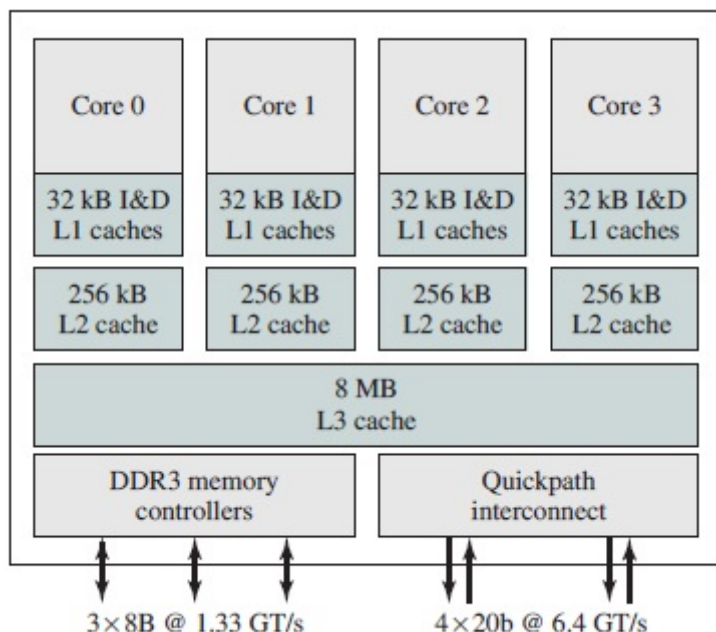 Core 0
Core 1
Core 2
Core 3
32 kB I&D
L1 caches
32 kB I&D
L1 caches
32 kB I&D
L1 caches
32 kB I&D
L1 caches
256 kB
L2 cache
256 kB
L2 cache
256 kB
L2 cache
256 kB
L2 cache
8 MB
L3 cache
DDR3 memory
controllers
Quickpath
interconnect
3×8B @ 1.33 GT/s
4×20b @ 6.4 GT/s